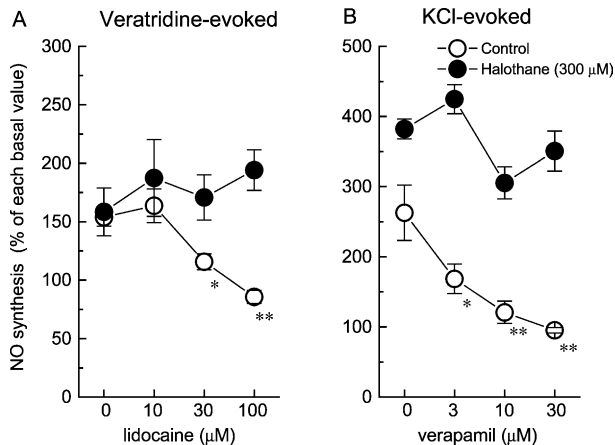 A
Veratridine-evoked
B
KCl-evoked
Control
Halothane (300 μM)
NO synthesis (% of each basal value)
300
250
200
150
100
50
0
500
400
300
200
100
0
*
**
*
**
**
0 10 30 100
lidocaine (μM)
0 3 10 30
verapamil (μM)